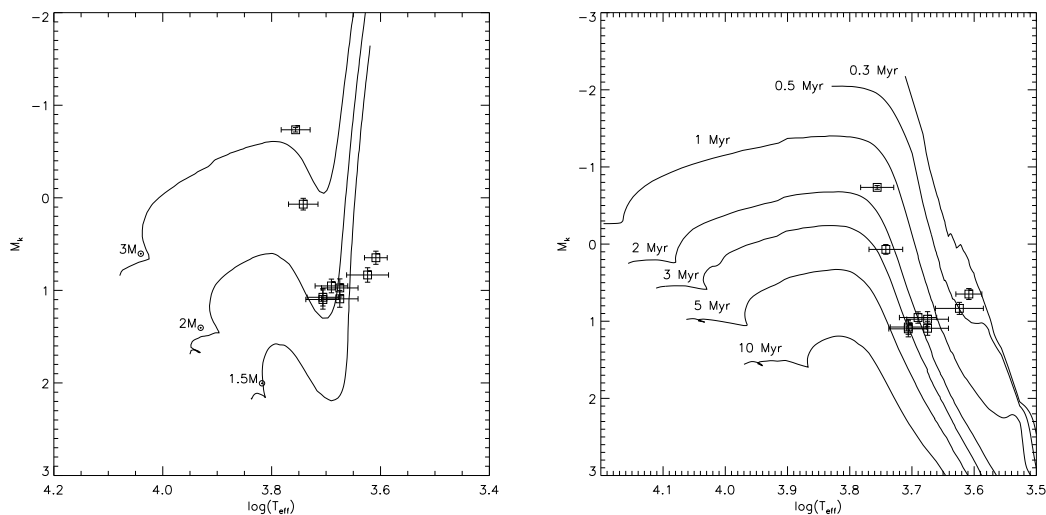 -2
-1
0
1
2
3
M_k
3M⊙
2M⊙
1.5M⊙
4.2
4.0
3.8
3.6
3.4
log(T_eff)
-3
-2
-1
0
1
2
3
M_k
0.3 Myr
0.5 Myr
1 Myr
2 Myr
3 Myr
5 Myr
10 Myr
4.1
4.0
3.9
3.8
3.7
3.6
3.5
log(T_eff)